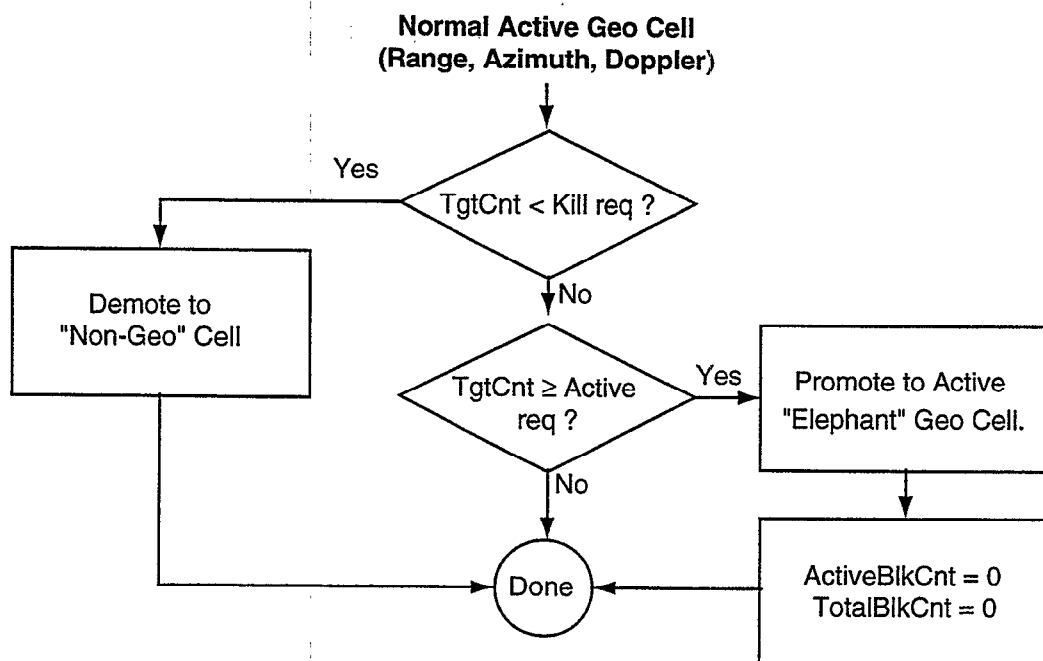 Normal Active Geo Cell
(Range, Azimuth, Doppler)
Yes
TgtCnt < Kill req ?
Demote to
"Non-Geo" Cell
No
TgtCnt ≥ Active
req ?
Yes
Promote to Active
"Elephant" Geo Cell.
No
Done
ActiveBlkCnt = 0
TotalBlkCnt = 0